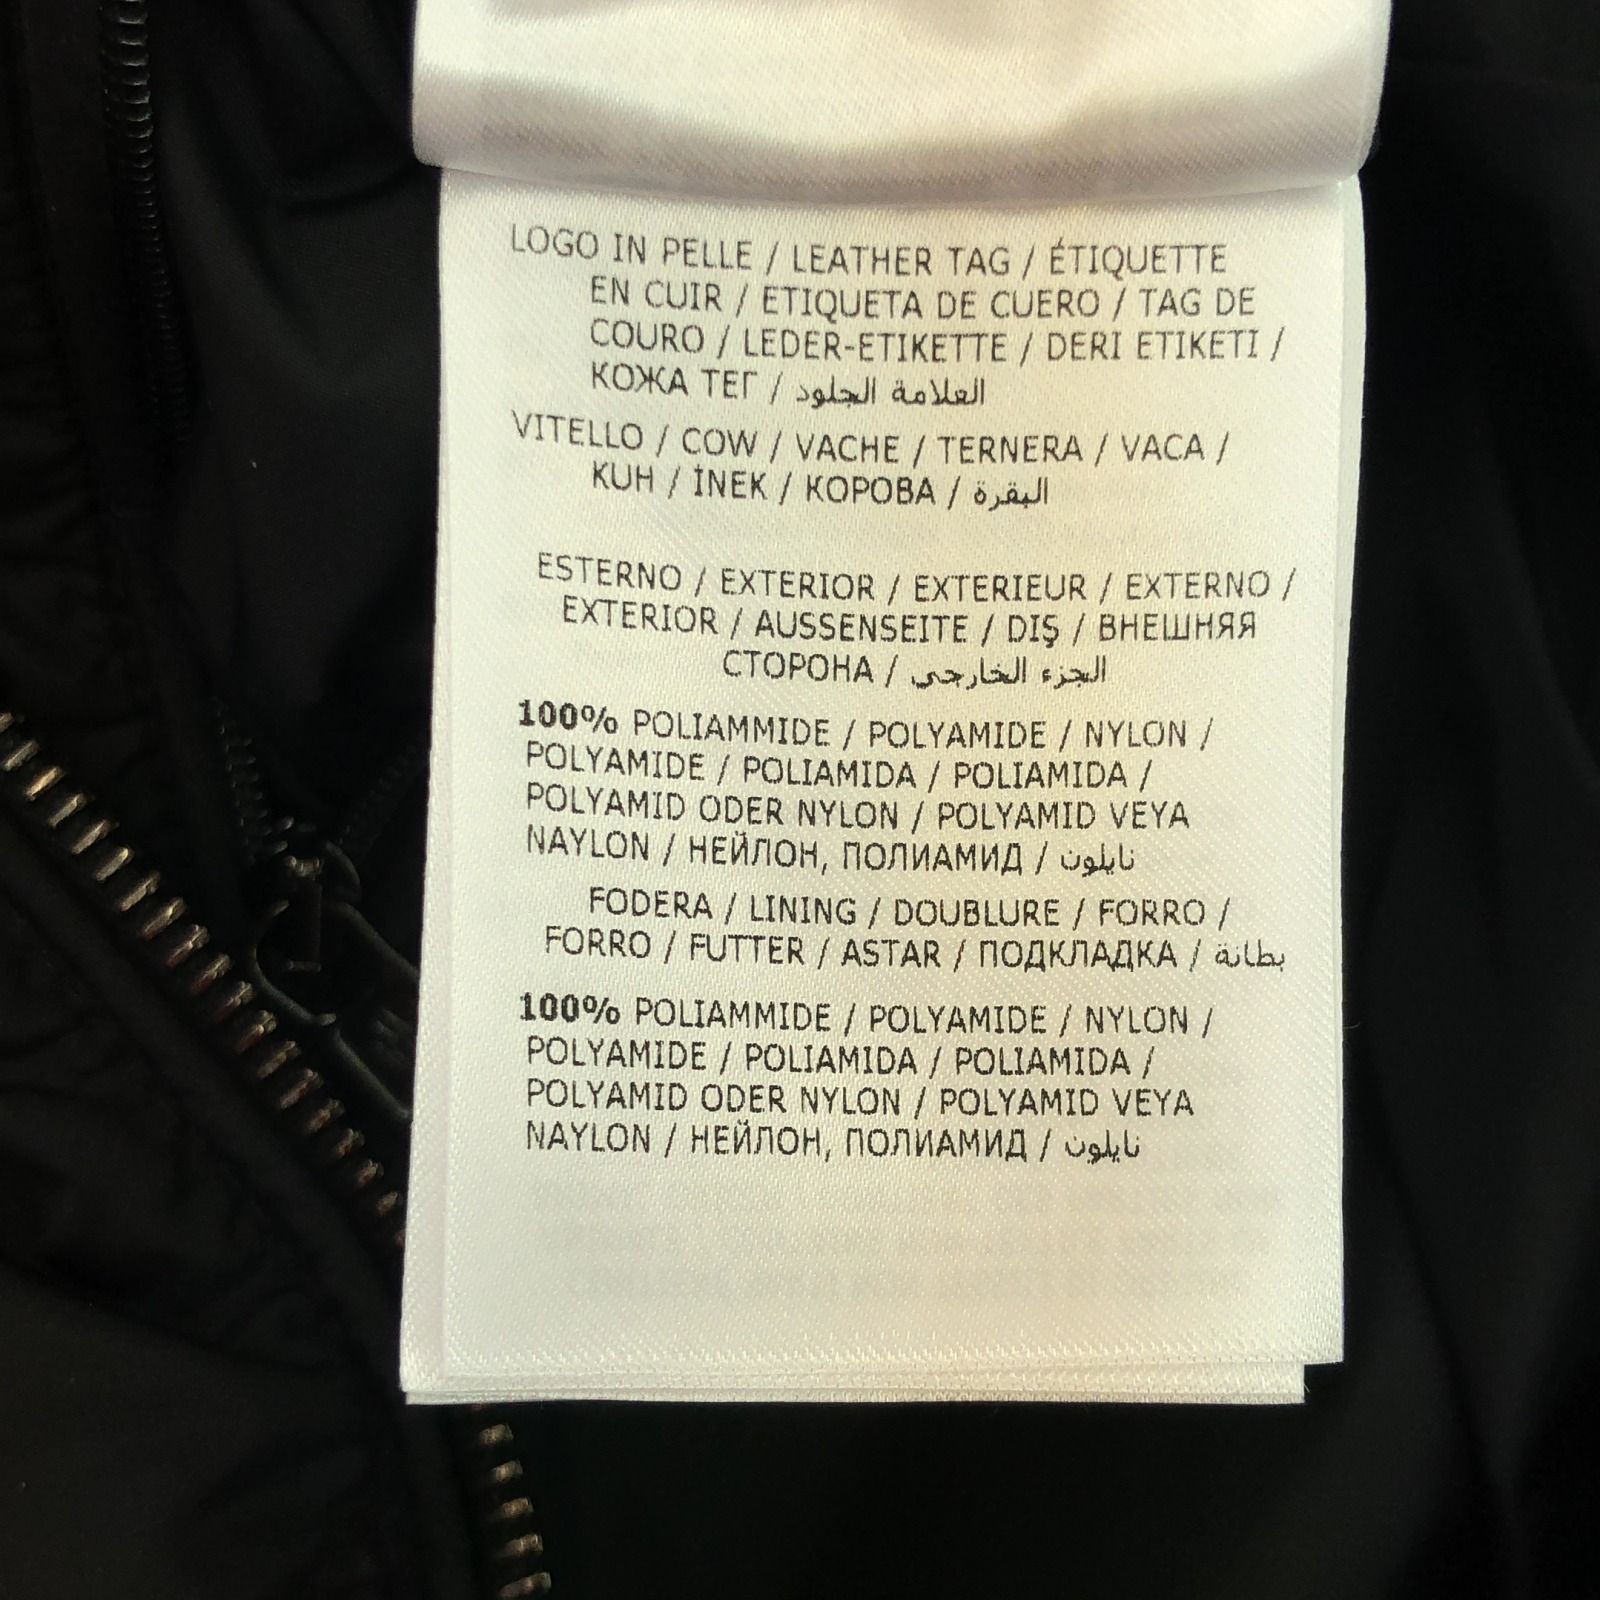 LOGO IN PELLE / LEATHER TAG / ÉTIQUETTE
EN CUIR / ETIQUETA DE CUERO / TAG DE
COURO / LEDER-ETIKETTE / DERI ETIKETI /
КОЖА ТЕГ / العلامة الجلود
VITELLO / COW / VACHE / TERNERA / VACA /
KUH / İNEK / КОРОВА / البقرة
ESTERNO / EXTERIOR / EXTERIEUR / EXTERNO /
EXTERIOR / AUSSENSEITE / DIŞ / ВНЕШНЯЯ
СТОРОНА / الجزء الخارجي
100% POLIAMMIDE / POLYAMIDE / NYLON /
POLYAMIDE / POLIAMIDA / POLIAMIDA /
POLYAMID ODER NYLON / POLYAMID VEYA
NAYLON / НЕЙЛОН, ПОЛИАМИД / نايلون
FODERA / LINING / DOUBLURE / FORRO /
FORRO / FUTTER / ASTAR / ПОДКЛАДКА / بطانة
100% POLIAMMIDE / POLYAMIDE / NYLON /
POLYAMIDE / POLIAMIDA / POLIAMIDA /
POLYAMID ODER NYLON / POLYAMID VEYA
NAYLON / НЕЙЛОН, ПОЛИАМИД / نايلون